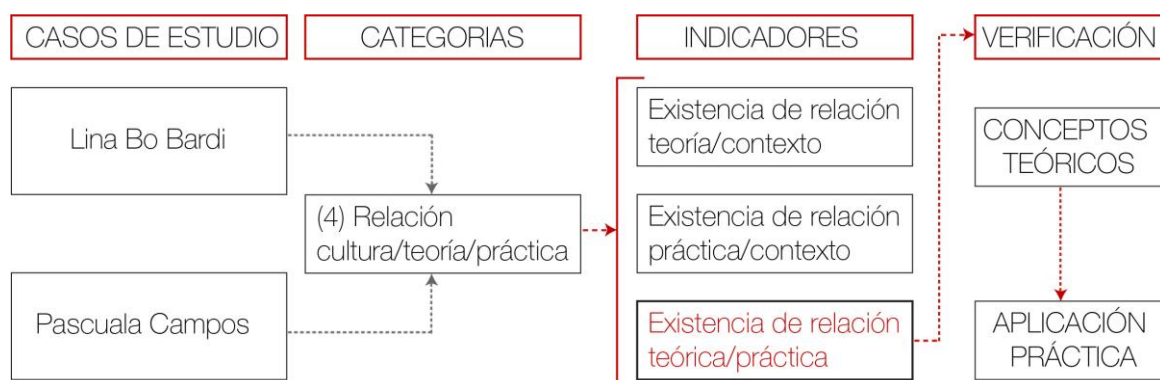 CASOS DE ESTUDIO
CATEGORIAS
INDICADORES
VERIFICACIÓN
Lina Bo Bardi
Pascuala Campos
(4) Relación
cultura/teoría/práctica
Existencia de relación
teoría/contexto
Existencia de relación
práctica/contexto
Existencia de relación
teórica/práctica
CONCEPTOS
TEÓRICOS
APLICACIÓN
PRÁCTICA